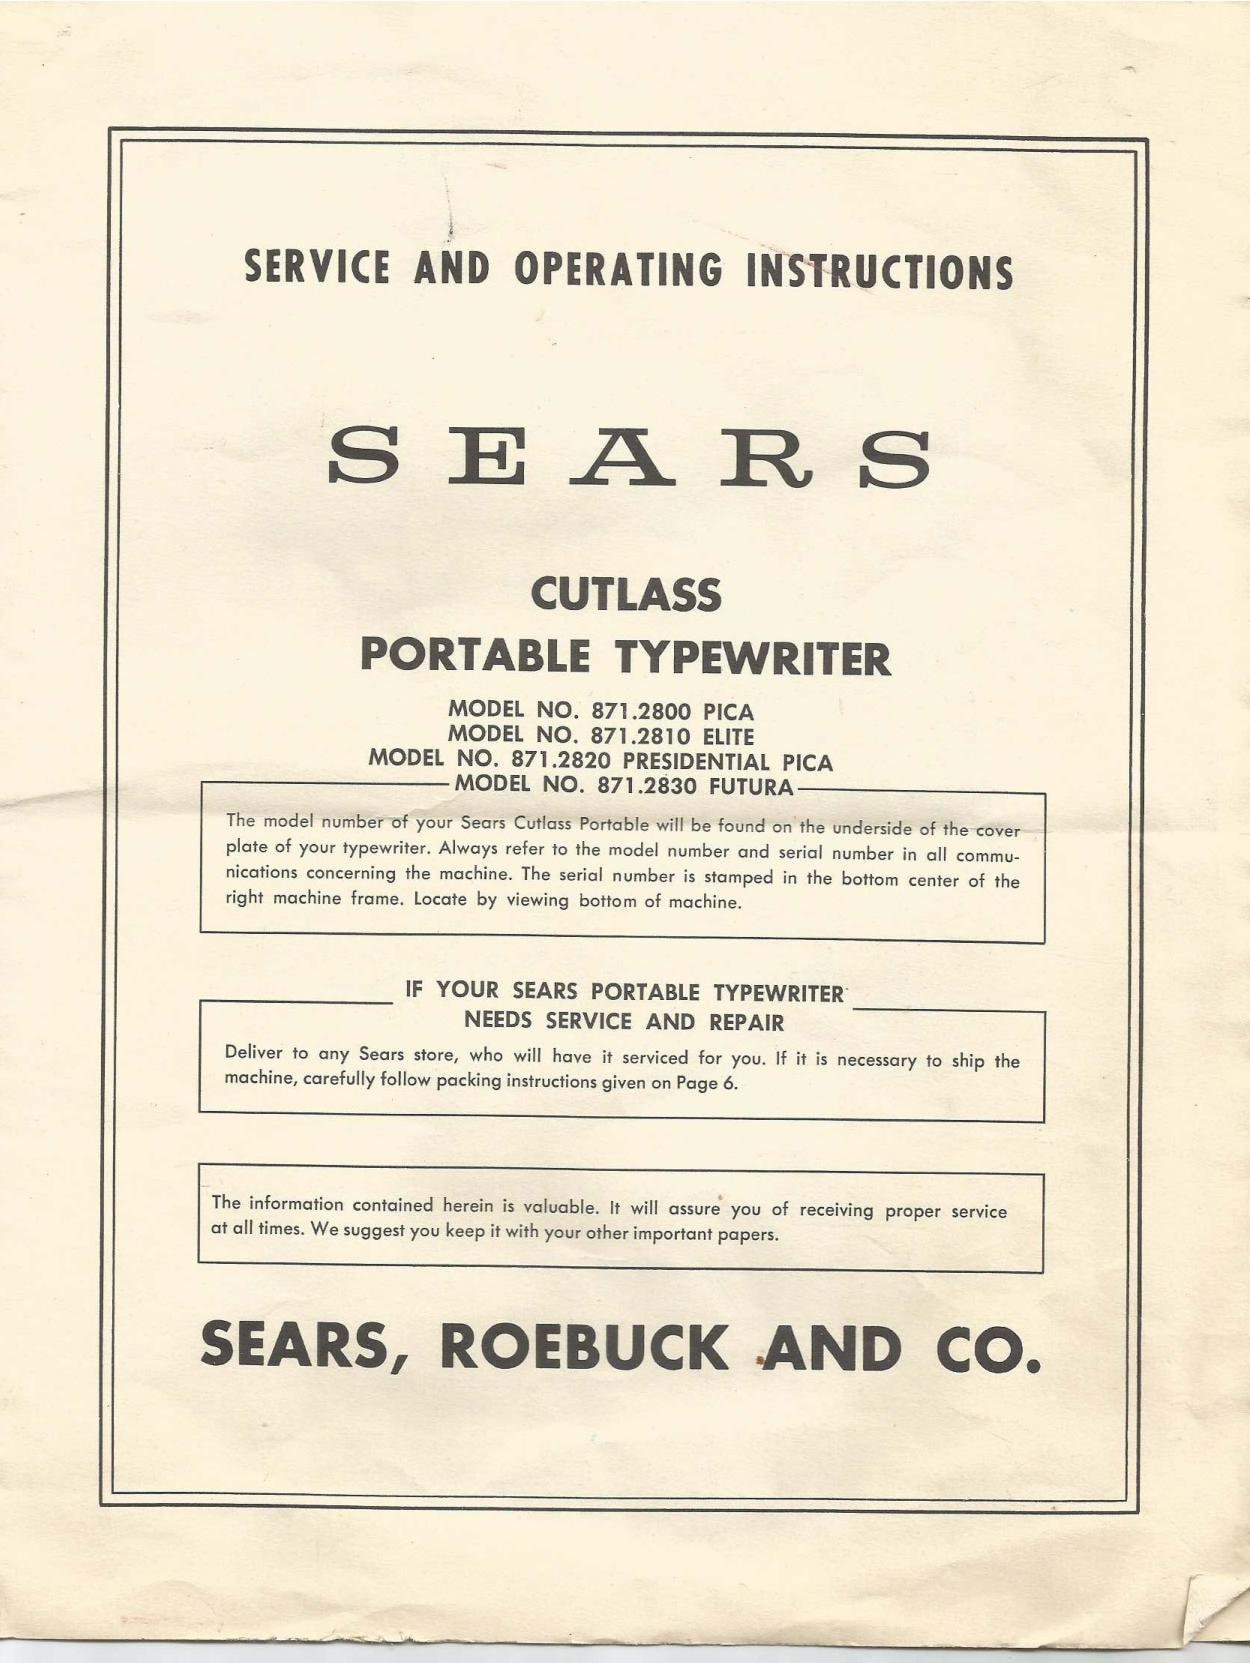 SERVICE AND OPERATING INSTRUCTIONS
SEARS
CUTLASS
PORTABLE TYPEWRITER
MODEL NO. 871.2800 PICA
MODEL NO. 871.2810 ELITE
MODEL NO. 871.2820 PRESIDENTIAL PICA
MODEL NO. 871.2830 FUTURA
The model number of your Sears Cutlass Portable will be found on the underside of the cover
plate of your typewriter. Always refer to the model number and serial number in all commu-
nications concerning the machine. The serial number is stamped in the bottom center of the
right machine frame. Locate by viewing bottom of machine.
IF YOUR SEARS PORTABLE TYPEWRITER
NEEDS SERVICE AND REPAIR
Deliver to any Sears store, who will have it serviced for you. If it is necessary to ship the
machine, carefully follow packing instructions given on Page 6.
The information contained herein is valuable. It will assure you of receiving proper service
at all times. We suggest you keep it with your other important papers.
SEARS, ROEBUCK AND CO.